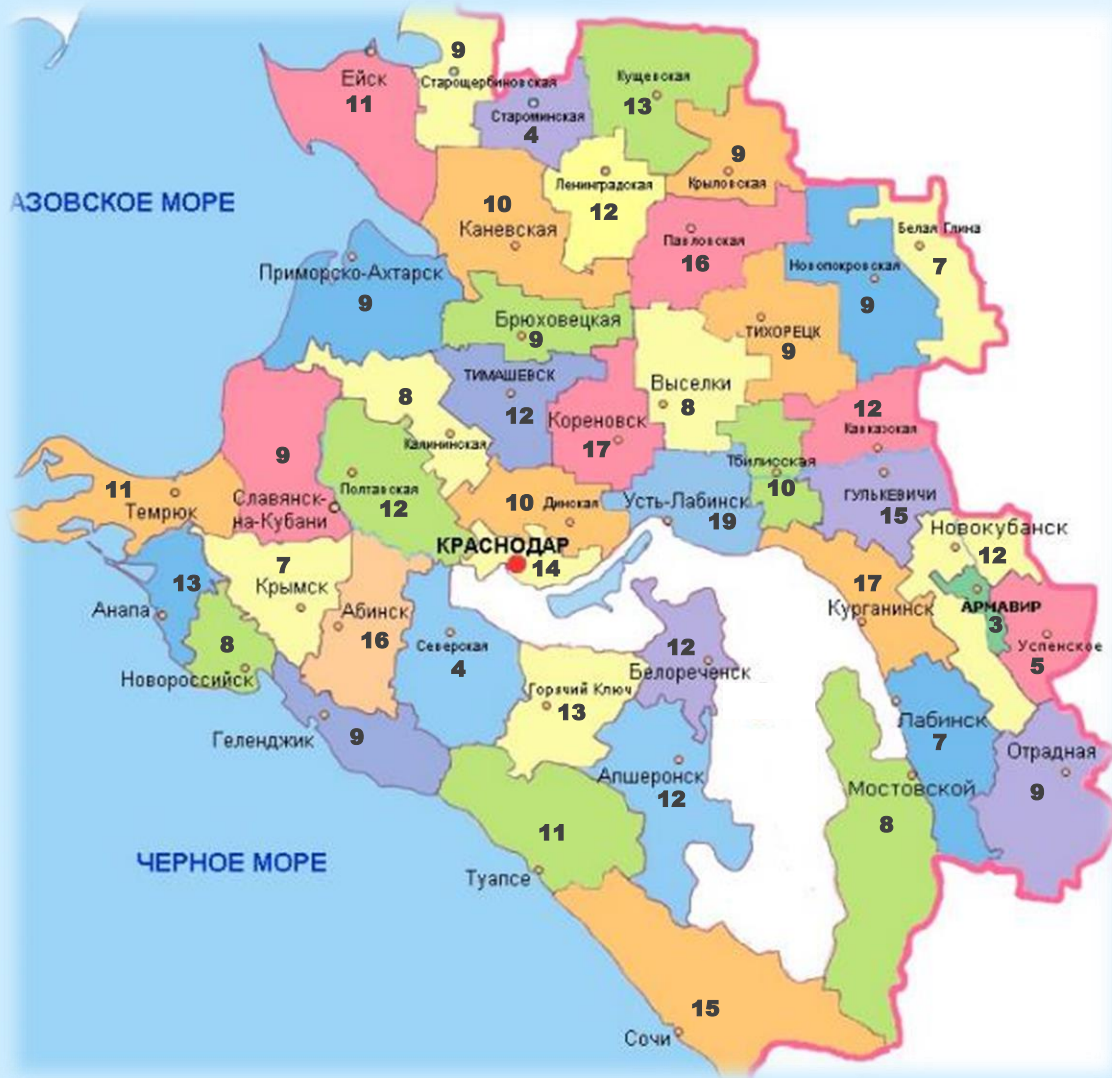 9
Старощербиновская
Ейск
11
Кущевская
13
Староминская
4
9
Крыловская
Ленинградская
12
АЗОВСКОЕ МОРЕ
10
Каневская
Павловская
16
Белая Глина
7
Новопокровская
9
Приморско-Ахтарск
9
Брюховецкая
9
ТИХОРЕЦК
9
ТИМАШЕВСК
12
Выселки
8
8
Калининская
Кореновск
17
12
Кавказская
9
Славянск-
на-Кубани
Полтавская
12
Тбилисская
10
ГУЛЬКЕВИЧИ
15
11
Темрюк
10
Динская
Усть-Лабинск
19
Новокубанск
12
КРАСНОДАР
14
7
Крымск
13
Анапа
17
Курганинск
АРМАВИР
3
Абинск
16
8
Новороссийск
Северская
4
12
Белореченск
Успенское
5
Горячий Ключ
13
Лабинск
7
Геленджик
9
Отрадная
9
Апшеронск
12
Мостовской
8
11
Туапсе
ЧЕРНОЕ МОРЕ
15
Сочи